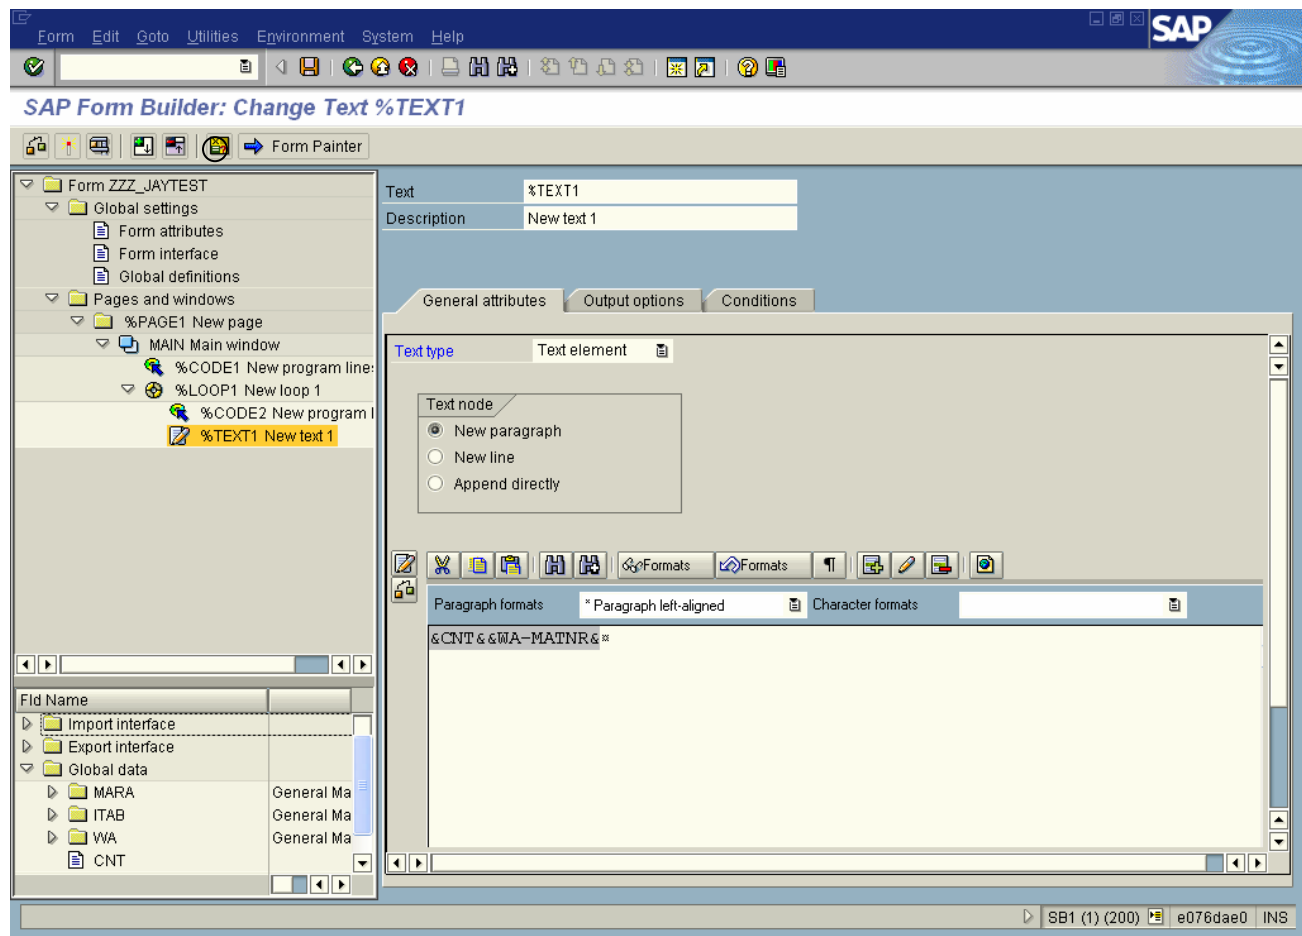 Form Edit Goto Utilities Environment System Help
SAP
SAP Form Builder: Change Text %TEXT1
Form Painter
Form ZZZ_JAYTEST
Global settings
Form attributes
Form interface
Global definitions
Pages and windows
%PAGE1 New page
MAIN Main window
%CODE1 New program line
%LOOP1 New loop 1
%CODE2 New program l
%TEXT1 New text 1
Fld Name
Import interface
Export interface
Global data
MARA General Ma
ITAB General Ma
WA General Ma
CNT
Text %TEXT1
Description New text 1
General attributes Output options Conditions
Text type Text element
Text node
New paragraph
New line
Append directly
Formats Formats ¶
Paragraph formats * Paragraph left-aligned Character formats
&CNT&&WA-MATNR&¤
SB1 (1) (200) e076dae0 INS